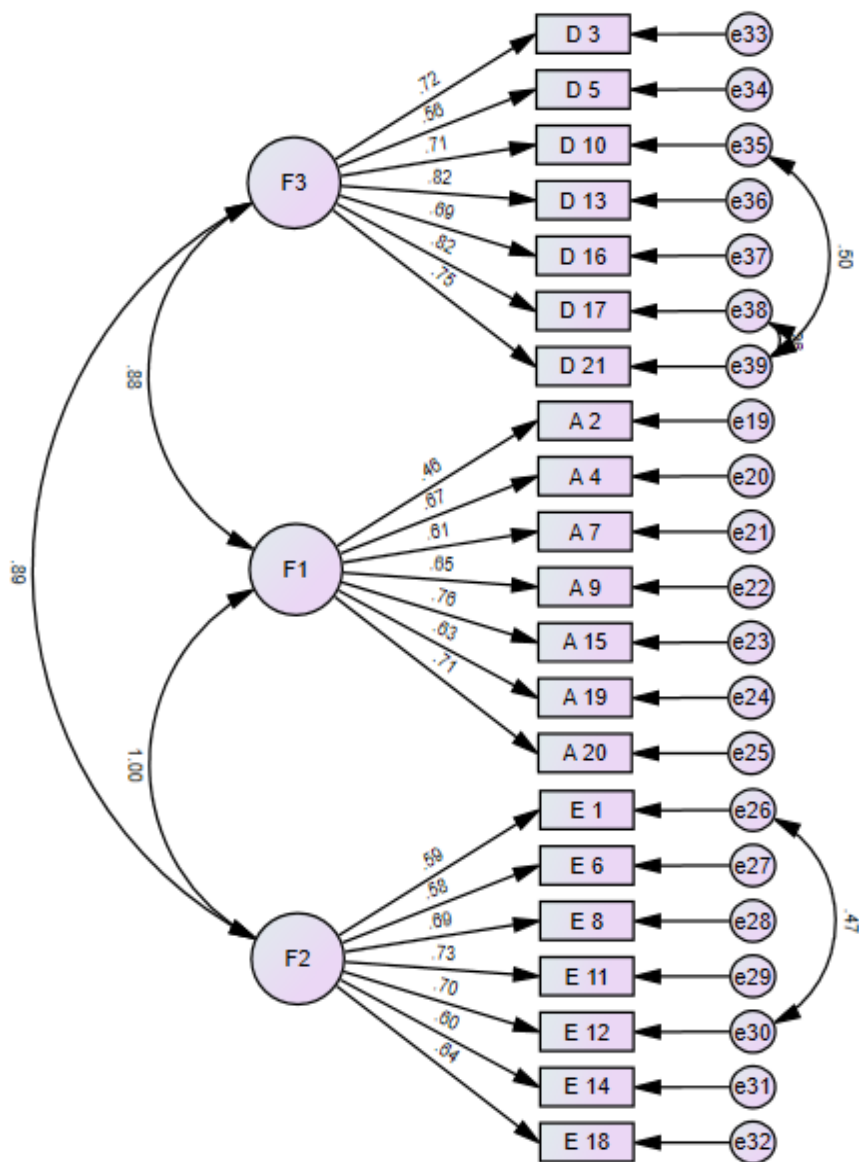 D 3
e33
.72
D 5
e34
.66
D 10
e35
.71
F3
.82
D 13
e36
.69
D 16
e37
.50
.82
D 17
e38
.75
D 21
e39
.88
A 2
e19
.46
A 4
e20
.67
.61
A 7
e21
F1
.65
A 9
e22
.89
.76
A 15
e23
.63
A 19
e24
.71
A 20
e25
1.00
E 1
e26
.59
E 6
e27
.58
.69
E 8
e28
.47
F2
.73
E 11
e29
.70
E 12
e30
.60
E 14
e31
.64
E 18
e32